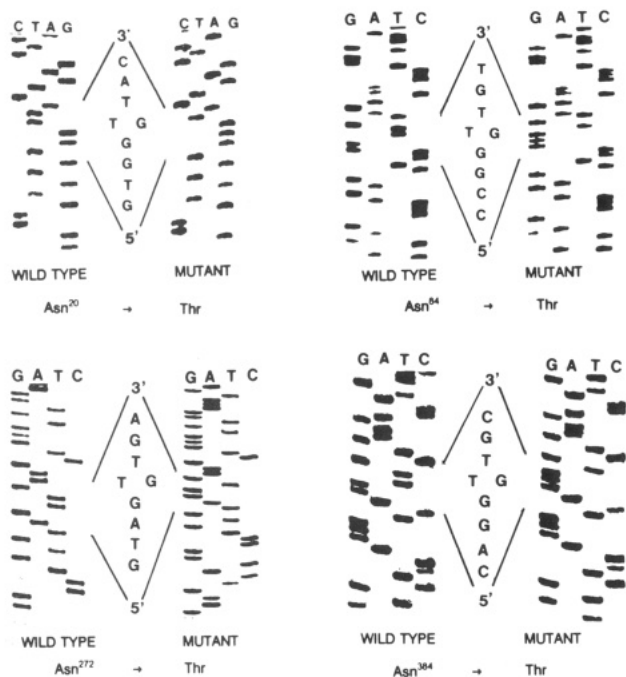 C T A G
3'
C T A G
C
A
T
T G
G
G
T
G
5'
WILD TYPE MUTANT
Asn²⁰ → Thr
G A T C
3'
G A T C
T
G
T
T G
G
G
C
C
5'
WILD TYPE MUTANT
Asn⁸⁴ → Thr
G A T C
3'
G A T C
A
G
T
T G
G
A
T
G
5'
WILD TYPE MUTANT
Asn²⁷² → Thr
G A T C
3'
G A T C
C
G
T
T G
G
G
A
C
5'
WILD TYPE MUTANT
Asn³⁸⁴ → Thr